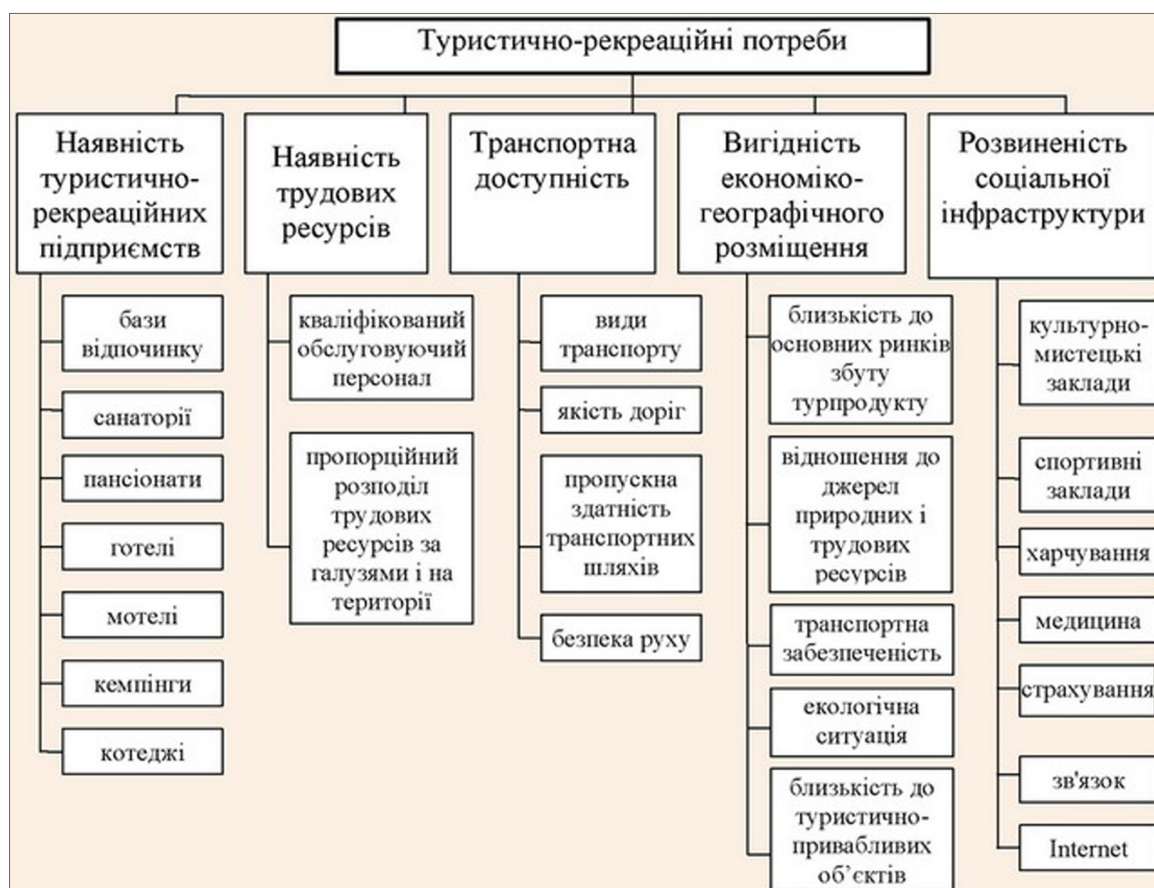 Туристично-рекреаційні потреби
Наявність
туристично-
рекреаційних
підприємств
бази
відпочинку
санаторії
пансіонати
готелі
мотелі
кемпінги
котеджі
Наявність
трудових
ресурсів
кваліфікований
обслуговуючий
персонал
пропорційний
розподіл
трудових
ресурсів за
галузями і на
території
Транспортна
доступність
види
транспорту
якість доріг
пропускна
здатність
транспортних
шляхів
безпека руху
Вигідність
економіко-
географічного
розміщення
близькість до
основних ринків
збуту
турпродукту
відношення до
джерел
природних і
трудових
ресурсів
транспортна
забезпеченість
екологічна
ситуація
близькість до
туристично-
привабливих
об’єктів
Розвиненість
соціальної
інфраструктури
культурно-
мистецькі
заклади
спортивні
заклади
харчування
медицина
страхування
зв'язок
Internet